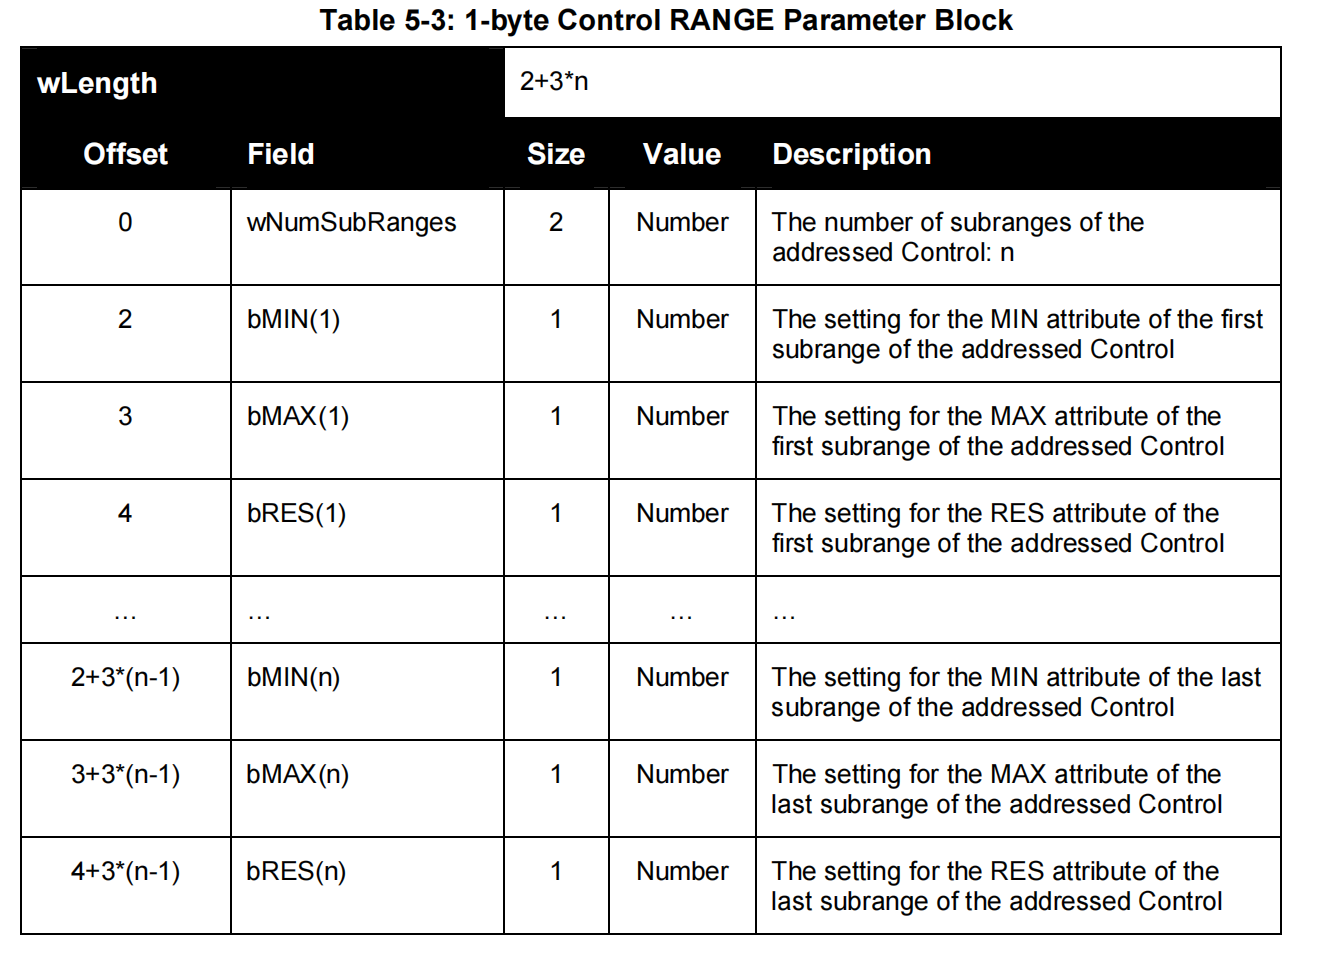 Table 5-3: 1-byte Control RANGE Parameter Block
wLength 2+3*n
Offset Field Size Value Description
0 wNumSubRanges 2 Number The number of subranges of the
addressed Control: n
2 bMIN(1) 1 Number The setting for the MIN attribute of the first
subrange of the addressed Control
3 bMAX(1) 1 Number The setting for the MAX attribute of the
first subrange of the addressed Control
4 bRES(1) 1 Number The setting for the RES attribute of the
first subrange of the addressed Control
… … … … …
2+3*(n-1) bMIN(n) 1 Number The setting for the MIN attribute of the last
subrange of the addressed Control
3+3*(n-1) bMAX(n) 1 Number The setting for the MAX attribute of the
last subrange of the addressed Control
4+3*(n-1) bRES(n) 1 Number The setting for the RES attribute of the
last subrange of the addressed Control